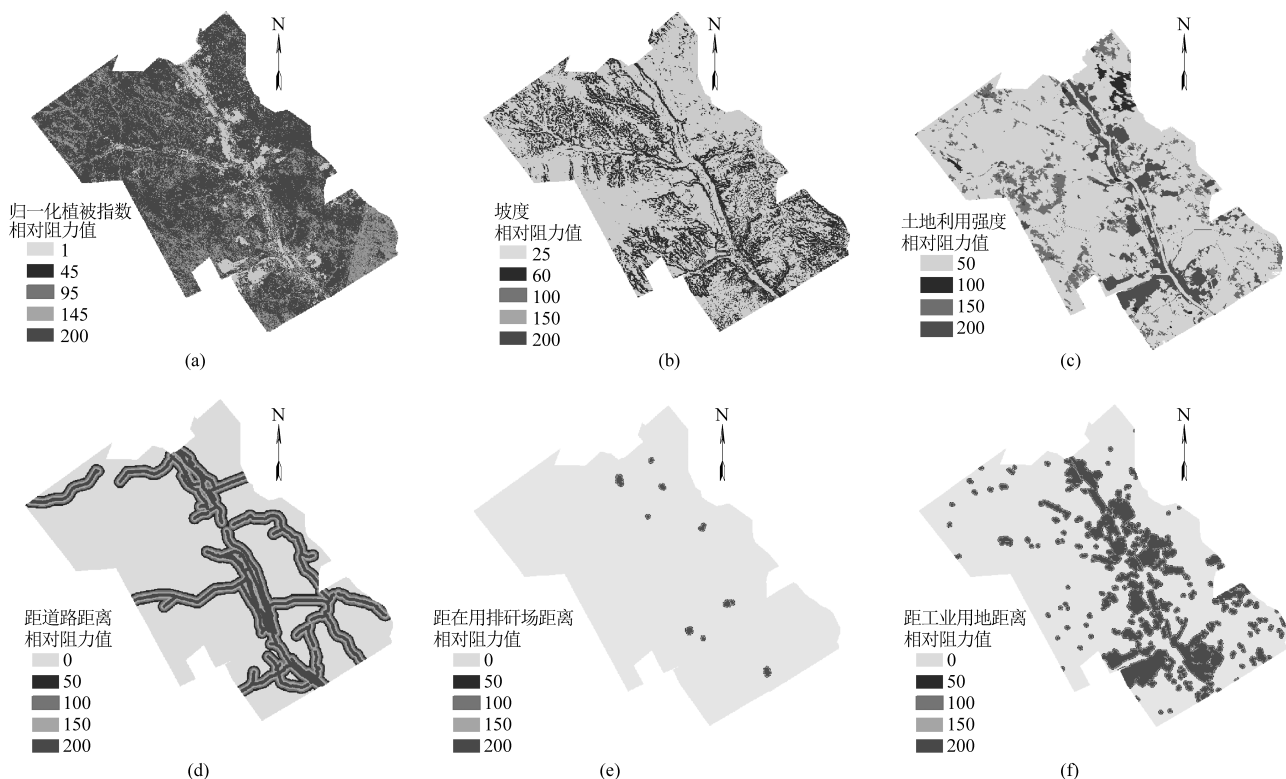 N
归一化植被指数
相对阻力值
1
45
95
145
200
(a)
N
坡度
相对阻力值
25
60
100
150
200
(b)
N
土地利用强度
相对阻力值
50
100
150
200
(c)
N
距道路距离
相对阻力值
0
50
100
150
200
(d)
N
距在用排矸场距离
相对阻力值
0
50
100
150
200
(e)
N
距工业用地距离
相对阻力值
0
50
100
150
200
(f)